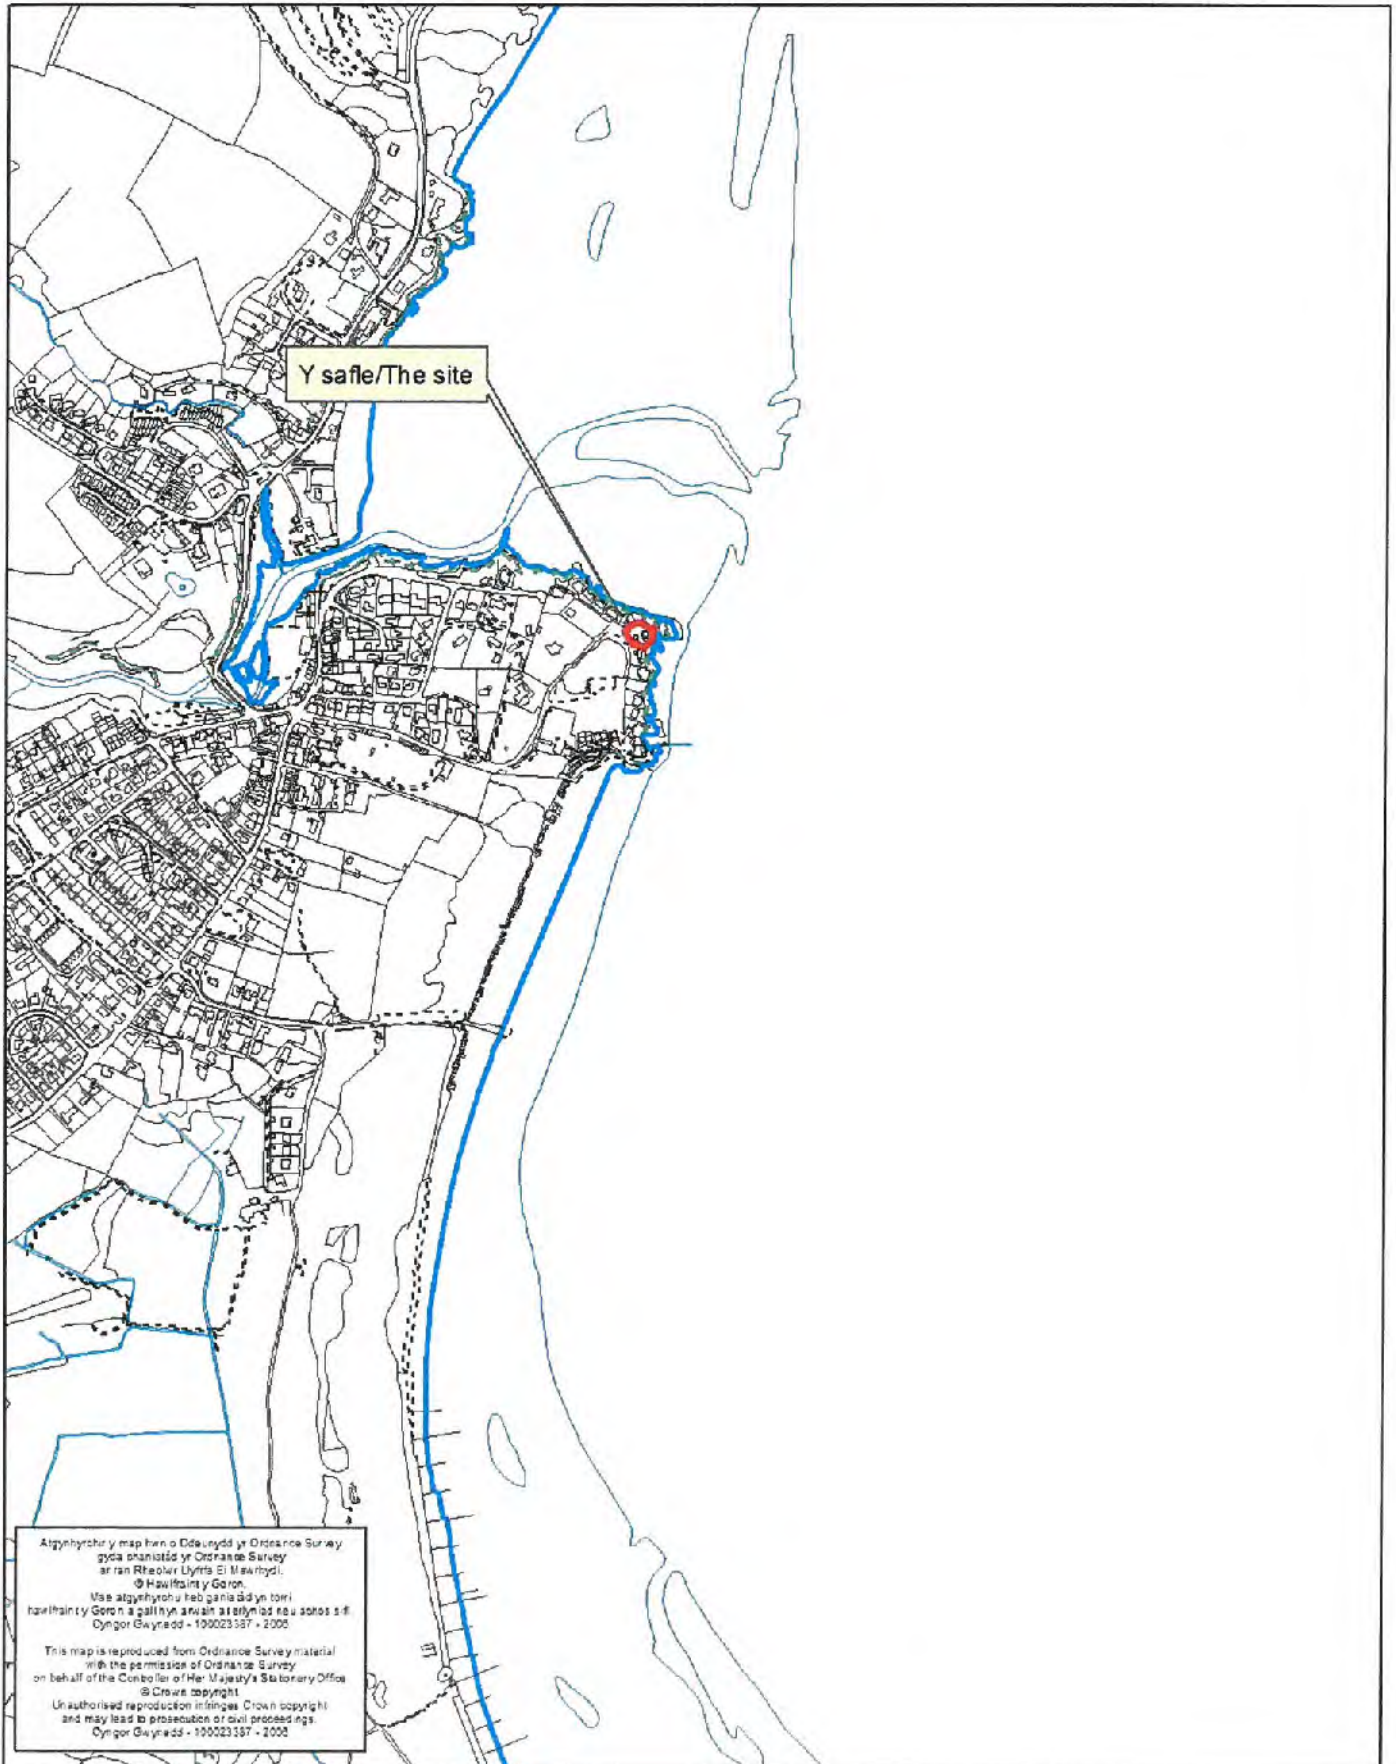 Y safle/The site
Atgynhyrchir y map hwn o Ddeunydd yr Ordnance Survey
gyda chaniatâd yr Ordnance Survey
ar ran Rheolwr Llyfrfa Ei Mawrhydi.
© Hawlfraint y Goron.
Mae atgynhyrchu heb ganiatâd yn torri
hawlfraint y Goron a gall hyn arwain at erlyniad neu achos sifil
Cyngor Gwynedd - 100023387 -
This map is reproduced from Ordnance Survey material
with the permission of Ordnance Survey
on behalf of the Controller of Her Majesty's Stationery Office
© Crown copyright
Unauthorised reproduction infringes Crown copyright
and may lead to prosecution or civil proceedings.
Cyngor Gwynedd - 100023387 -